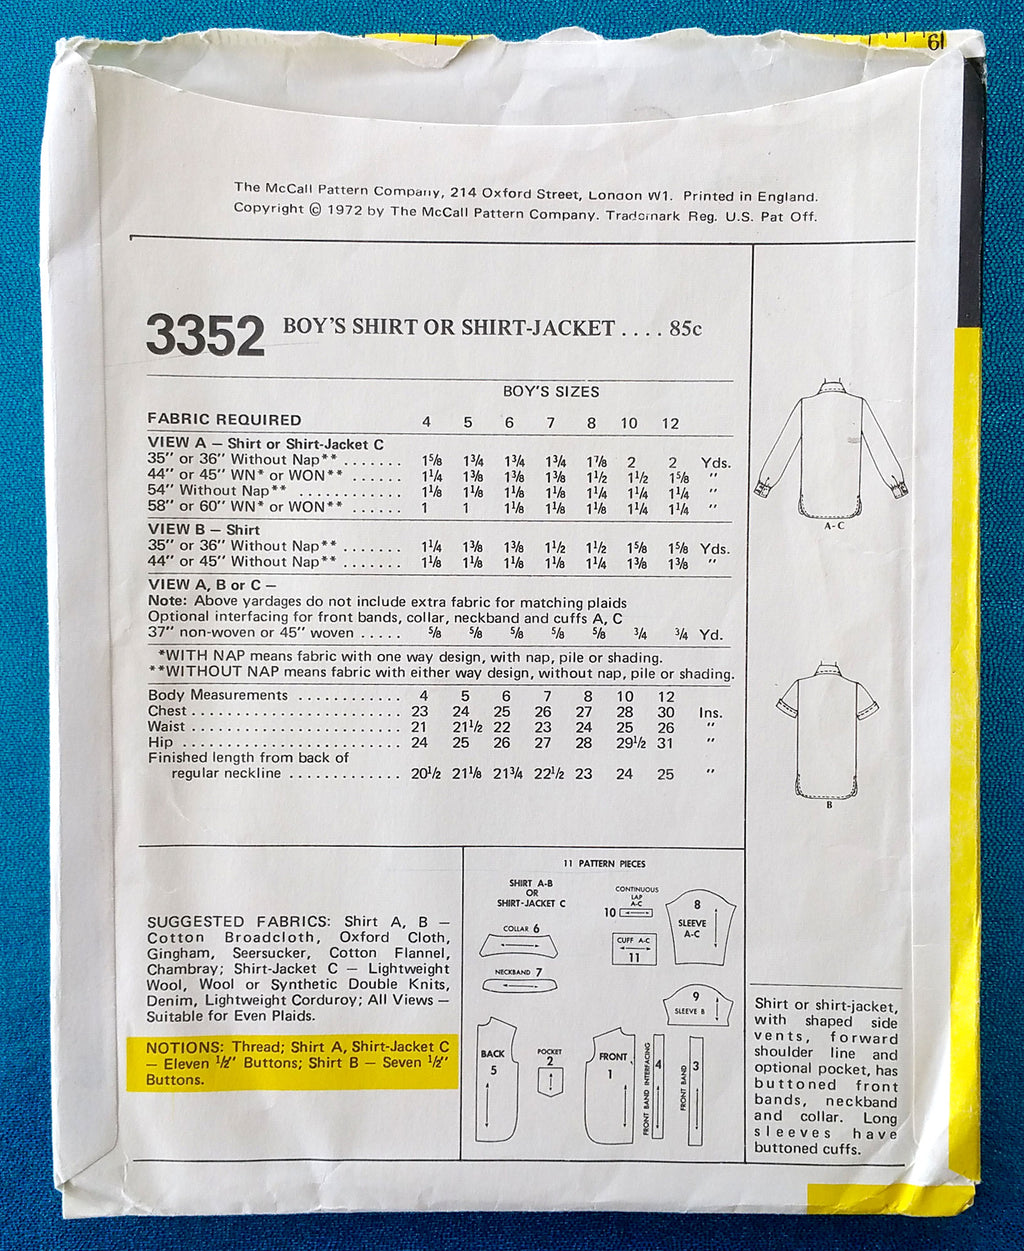 6
The McCall Pattern Company, 214 Oxford Street, London W1. Printed in England.
Copyright © 1972 by The McCall Pattern Company. Trademark Reg. U.S. Pat Off.
3352 BOY'S SHIRT OR SHIRT-JACKET .... 85c
BOY'S SIZES
FABRIC REQUIRED 4 5 6 7 8 10 12
VIEW A — Shirt or Shirt-Jacket C
35" or 36" Without Nap** ....... 1⅝ 1¾ 1¾ 1¾ 1⅞ 2 2 Yds.
44" or 45" WN* or WON** ...... 1¼ 1⅜ 1⅜ 1⅜ 1½ 1½ 1⅝ "
54" Without Nap** ............ 1⅛ 1⅛ 1⅛ 1⅛ 1¼ 1¼ 1¼ "
58" or 60" WN* or WON** ...... 1 1 1⅛ 1⅛ 1⅛ 1¼ 1¼ "
VIEW B — Shirt
35" or 36" Without Nap** ....... 1¼ 1⅜ 1⅜ 1½ 1½ 1⅝ 1⅝ Yds.
44" or 45" Without Nap** ....... 1⅛ 1⅛ 1⅛ 1⅛ 1¼ 1⅜ 1⅜ "
VIEW A, B or C —
Note: Above yardages do not include extra fabric for matching plaids
Optional interfacing for front bands, collar, neckband and cuffs A, C
37" non-woven or 45" woven ..... ⅝ ⅝ ⅝ ⅝ ⅝ ¾ ¾ Yd.
*WITH NAP means fabric with one way design, with nap, pile or shading.
**WITHOUT NAP means fabric with either way design, without nap, pile or shading.
Body Measurements ............ 4 5 6 7 8 10 12
Chest ......................... 23 24 25 26 27 28 30 Ins.
Waist ......................... 21 21½ 22 23 24 25 26 "
Hip .......................... 24 25 26 27 28 29½ 31 "
Finished length from back of
regular neckline ............. 20½ 21⅛ 21¾ 22½ 23 24 25 "
A-C
B
SUGGESTED FABRICS: Shirt A, B —
Cotton Broadcloth, Oxford Cloth,
Gingham, Seersucker, Cotton Flannel,
Chambray; Shirt-Jacket C — Lightweight
Wool, Wool or Synthetic Double Knits,
Denim, Lightweight Corduroy; All Views —
Suitable for Even Plaids.
NOTIONS: Thread; Shirt A, Shirt-Jacket C
— Eleven ½" Buttons; Shirt B — Seven ½"
Buttons.
11 PATTERN PIECES
SHIRT A-B
OR
SHIRT-JACKET C
COLLAR 6
NECKBAND 7
CONTINUOUS
LAP
A-C
10
CUFF A-C
11
8
SLEEVE
A-C
9
SLEEVE B
BACK
5
POCKET
2
FRONT
1
FRONT BAND INTERFACING
4
FRONT BAND
3
Shirt or shirt-jacket,
with shaped side
vents, forward
shoulder line and
optional pocket, has
buttoned front
bands, neckband
and collar. Long
sleeves have
buttoned cuffs.